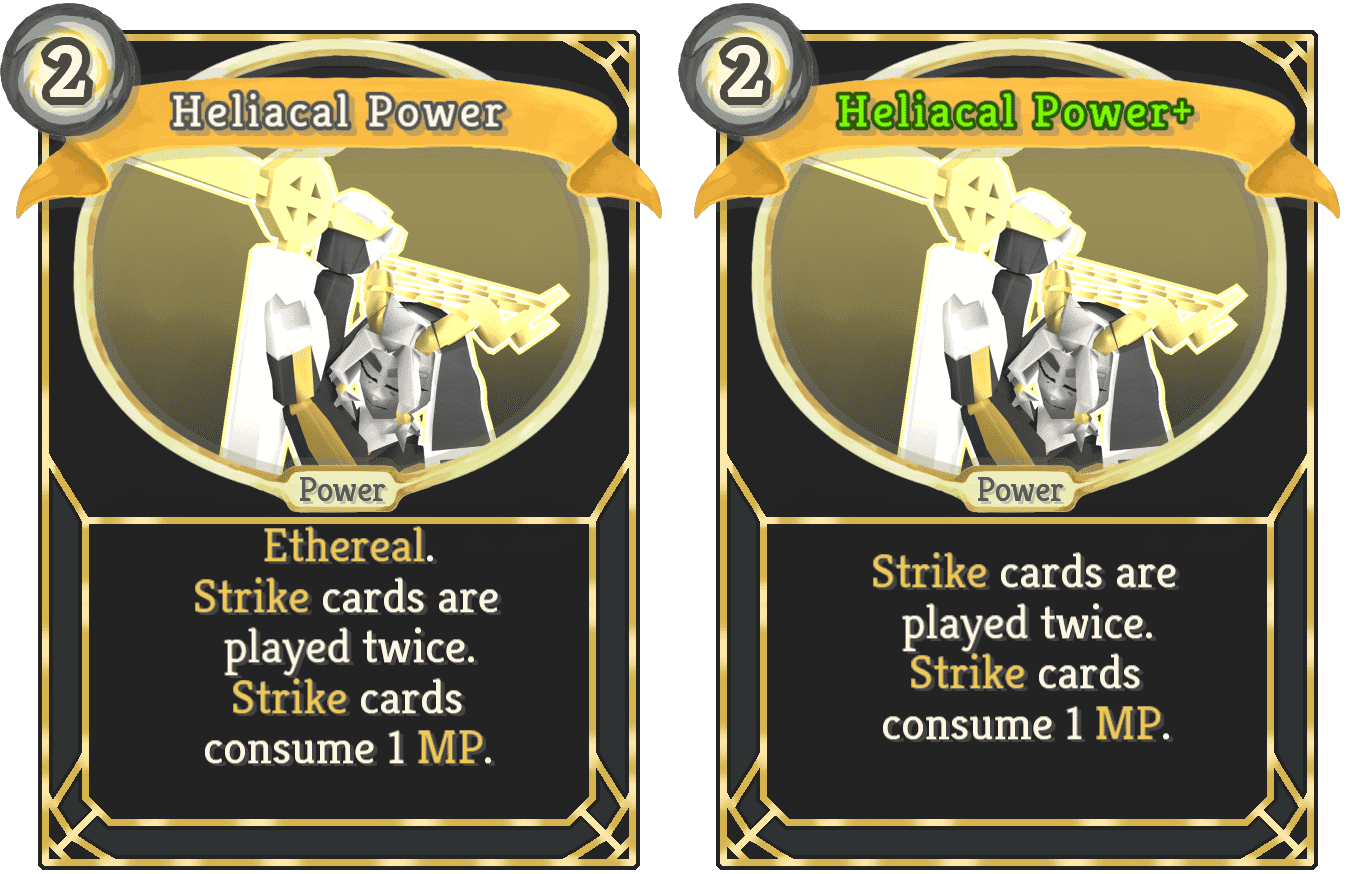 2
Heliacal Power
Power
Ethereal.
Strike cards are
played twice.
Strike cards
consume 1 MP.
2
Heliacal Power+
Power
Strike cards are
played twice.
Strike cards
consume 1 MP.